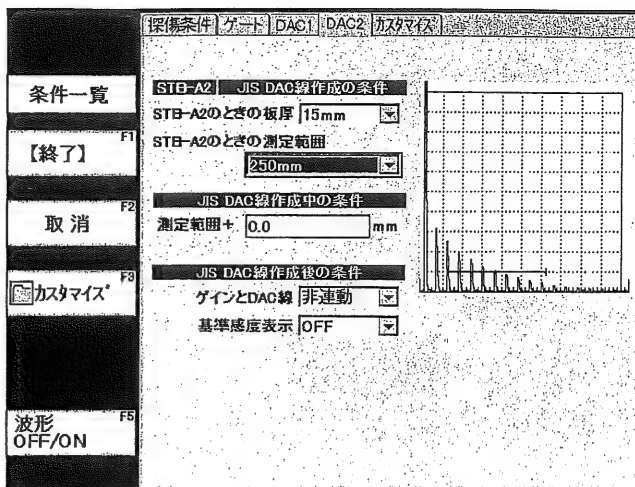 探傷条件 ゲート DAC1 DAC2 カスタマイズ
条件一覧
F1
【終了】
F2
取 消
F3
カスタマイズ
F5
波形
OFF/ON
STB-A2 JIS DAC線作成の条件
STB-A2のときの板厚 15mm
STB-A2のときの測定範囲
250mm
JIS DAC線作成中の条件
測定範囲+ 0.0 mm
JIS DAC線作成後の条件
ゲインとDAC線 非連動
基準感度表示 OFF